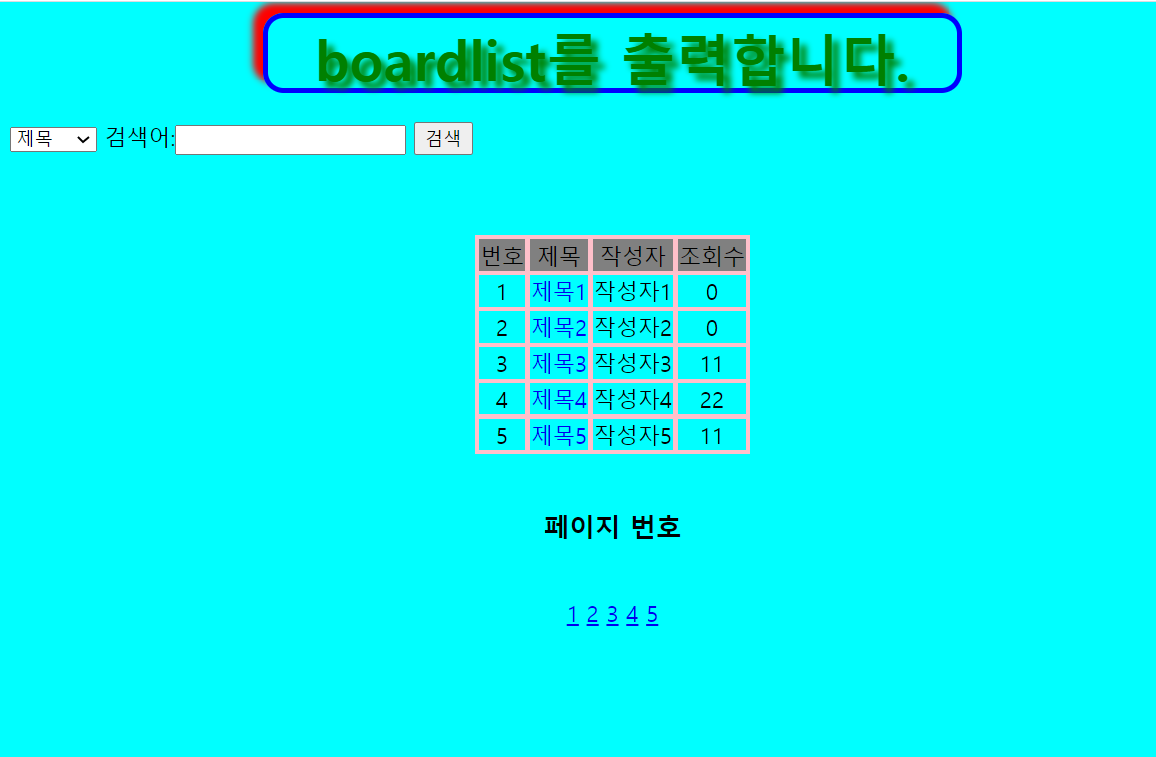 boardlist를 출력합니다.
제목 검색어: 검색
번호 제목 작성자 조회수
1 제목1 작성자1 0
2 제목2 작성자2 0
3 제목3 작성자3 11
4 제목4 작성자4 22
5 제목5 작성자5 11
페이지 번호
1 2 3 4 5